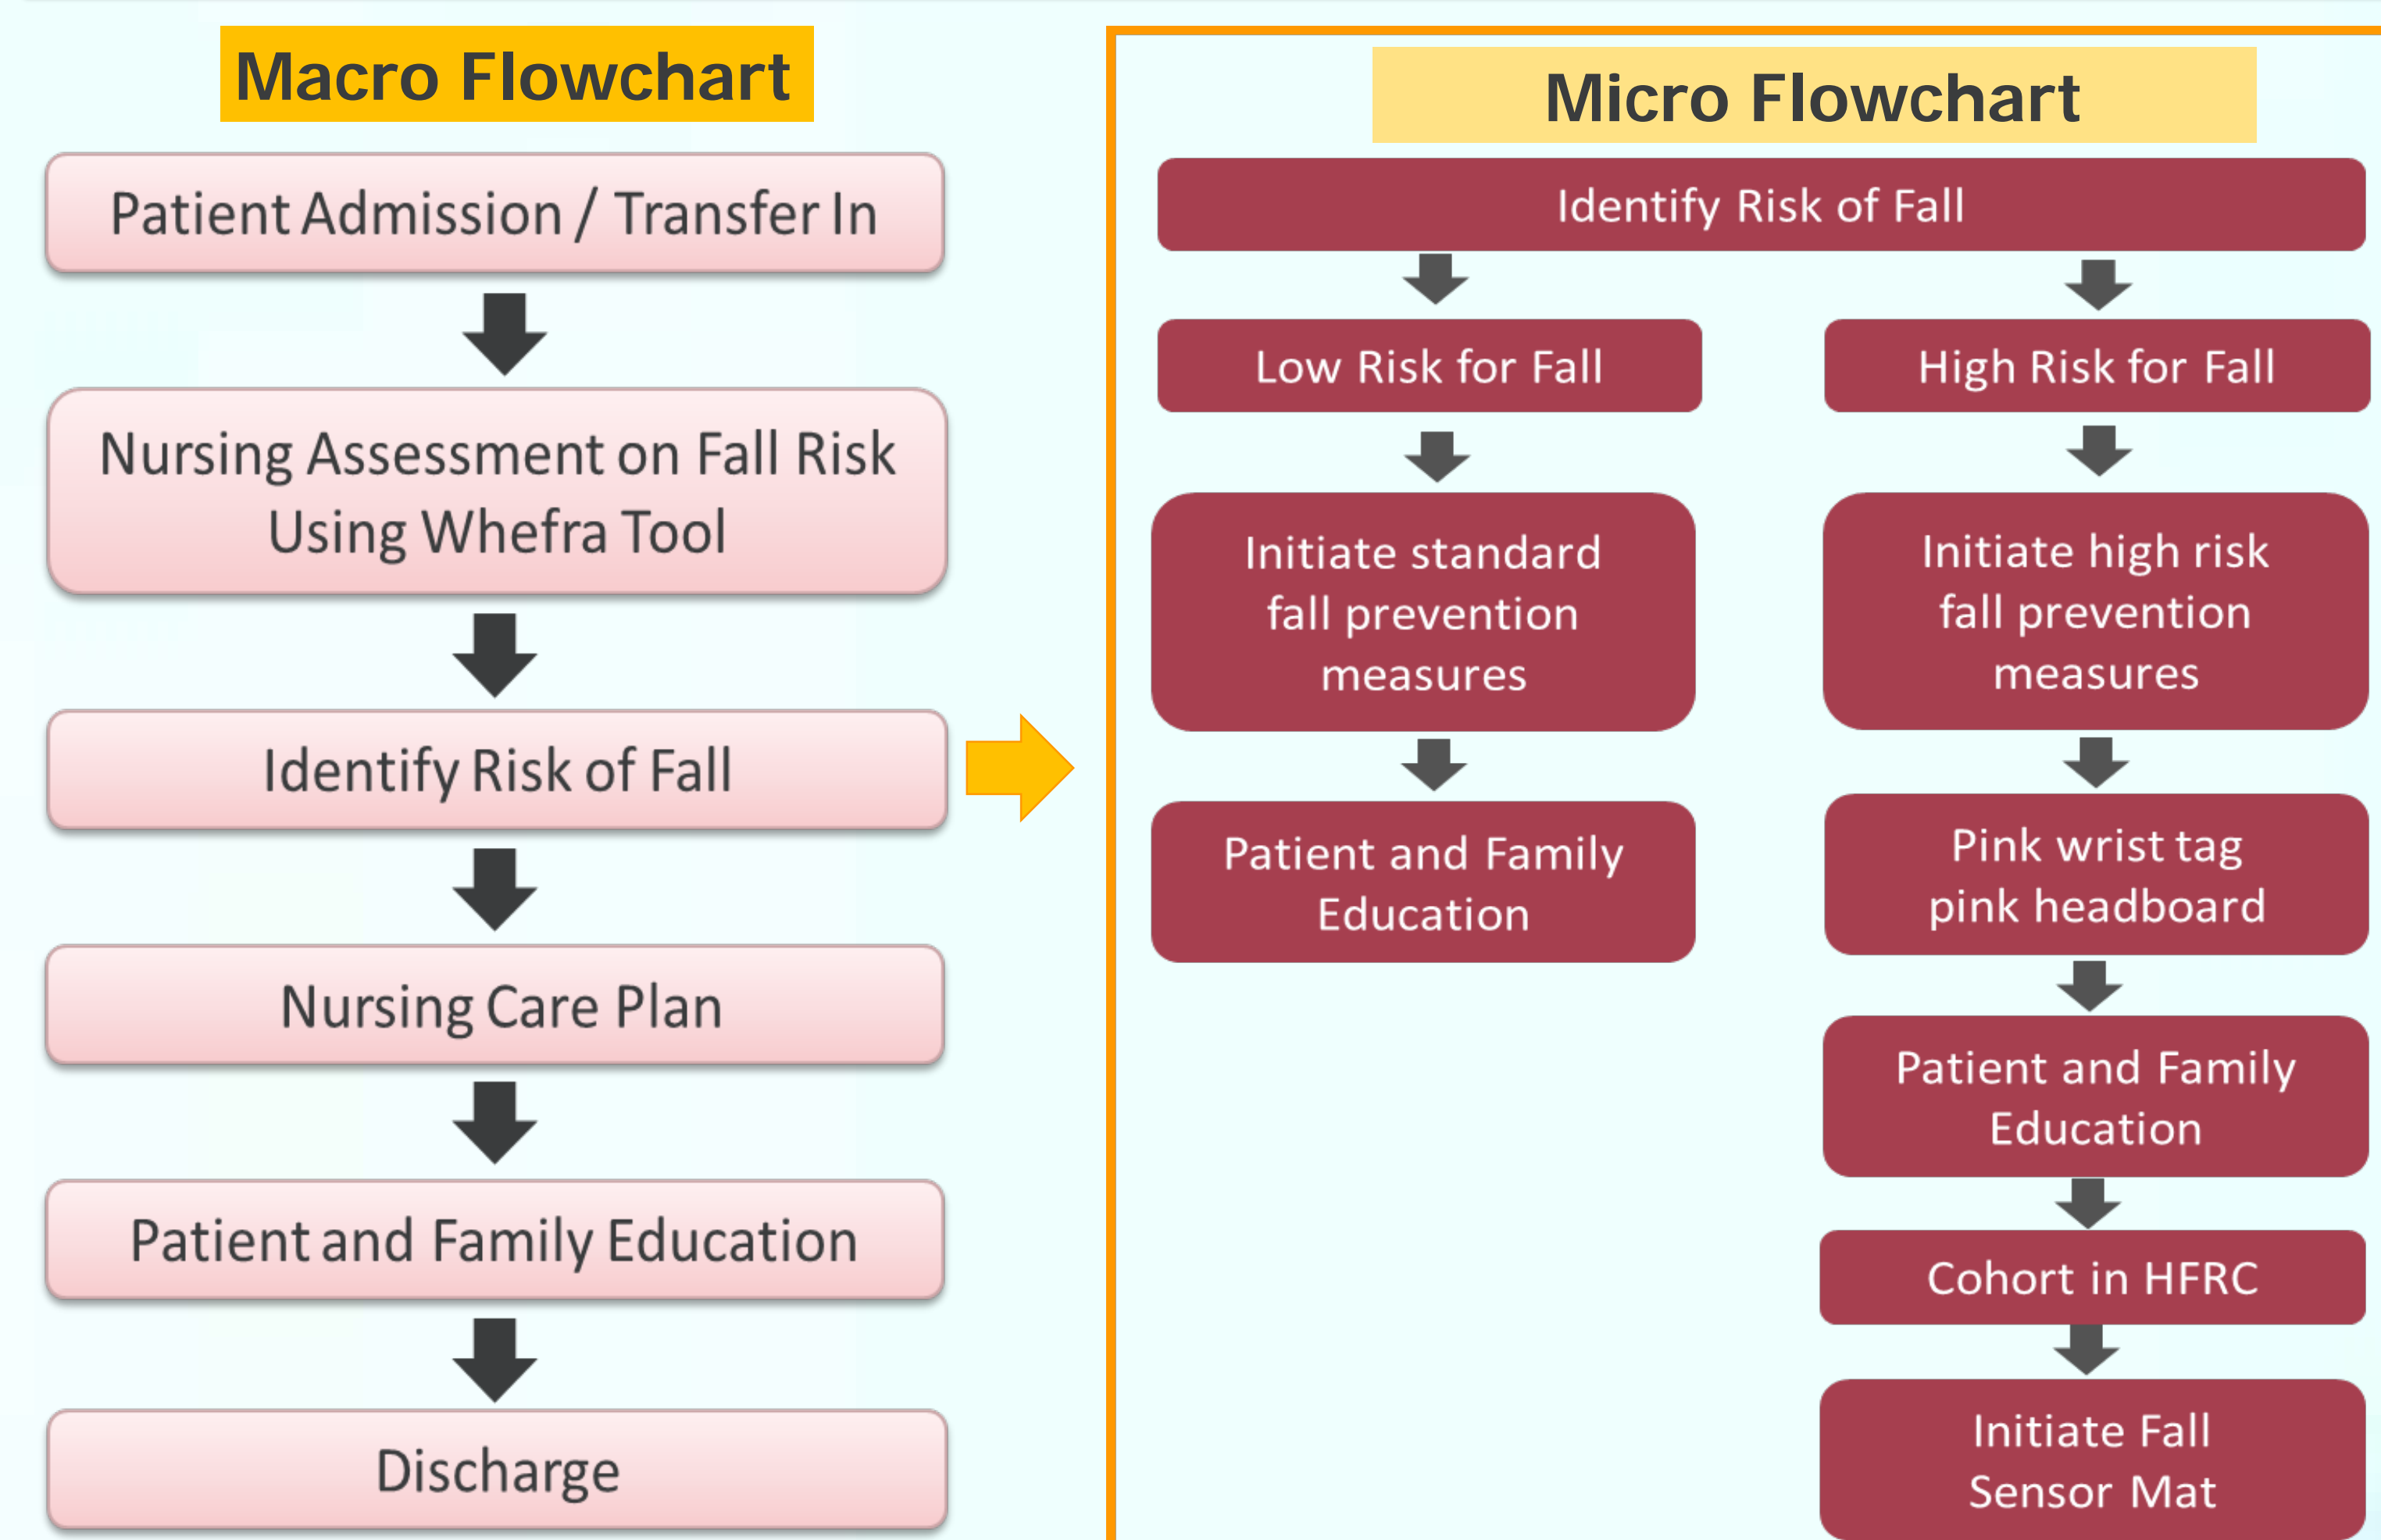 Macro Flowchart
Patient Admission / Transfer In
Nursing Assessment on Fall Risk
Using Whefra Tool
Identify Risk of Fall
Nursing Care Plan
Patient and Family Education
Discharge
Micro Flowchart
Identify Risk of Fall
Low Risk for Fall
Initiate standard
fall prevention
measures
Patient and Family
Education
High Risk for Fall
Initiate high risk
fall prevention
measures
Pink wrist tag
pink headboard
Patient and Family
Education
Cohort in HFRC
Initiate Fall
Sensor Mat